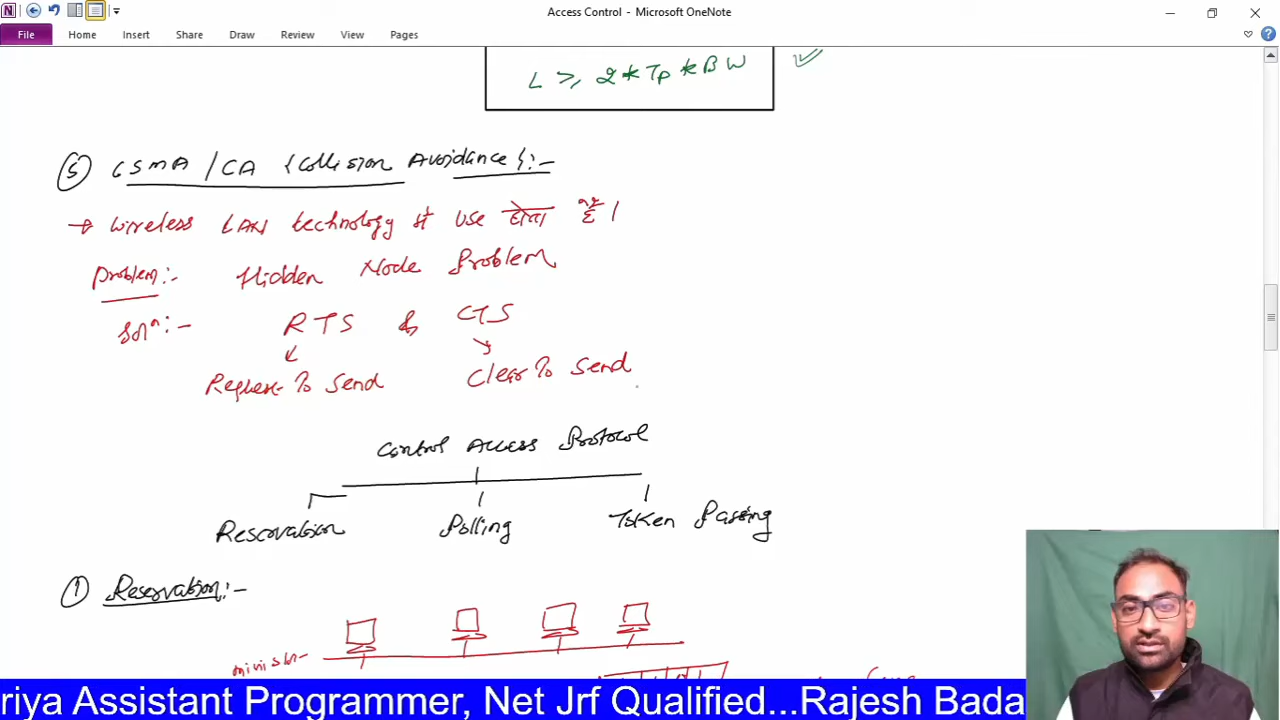 Access Control - Microsoft OneNote
File Home Insert Share Draw Review View Pages
L >, 2 * Tp * B W
⑤ CSMA / CA {Collision Avoidance}:-
→ Wireless LAN technology में use होता है।
Problem:- Hidden Node Problem
Solⁿ:- RTS & CTS
Request To Send Clear To Send
Control Access Protocol
Reservation Polling Token Passing
① Reservation:-
riya Assistant Programmer, Net Jrf Qualified...Rajesh Bada